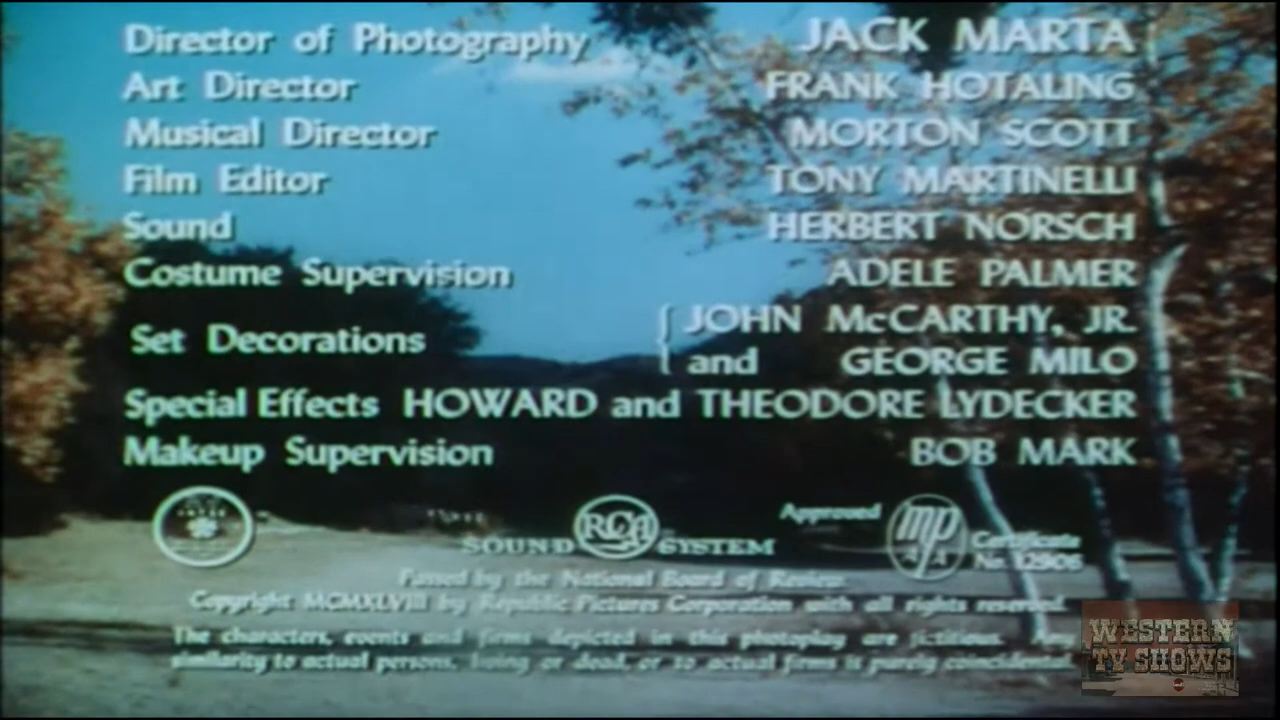 Director of Photography JACK MARTA
Art Director FRANK HOTALING
Musical Director MORTON SCOTT
Film Editor TONY MARTINELLI
Sound HERBERT NORSCH
Costume Supervision ADELE PALMER
Set Decorations { JOHN McCARTHY, JR.
and GEORGE MILO
Special Effects HOWARD and THEODORE LYDECKER
Makeup Supervision BOB MARK
Approved
RCA
SOUND SYSTEM
mp
Certificate
No. 12906
Passed by the National Board of Review.
Copyright MCMXLVIII by Republic Pictures Corporation with all rights reserved.
The characters, events and firms depicted in this photoplay are fictitious. Any
similarity to actual persons, living or dead, or to actual firms is purely coincidental.
WESTERN
TV SHOWS